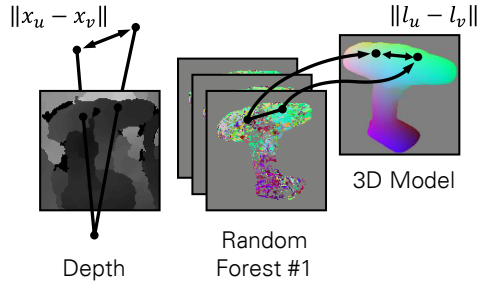 ‖x_u − x_v‖
‖l_u − l_v‖
3D Model
Random
Forest #1
Depth